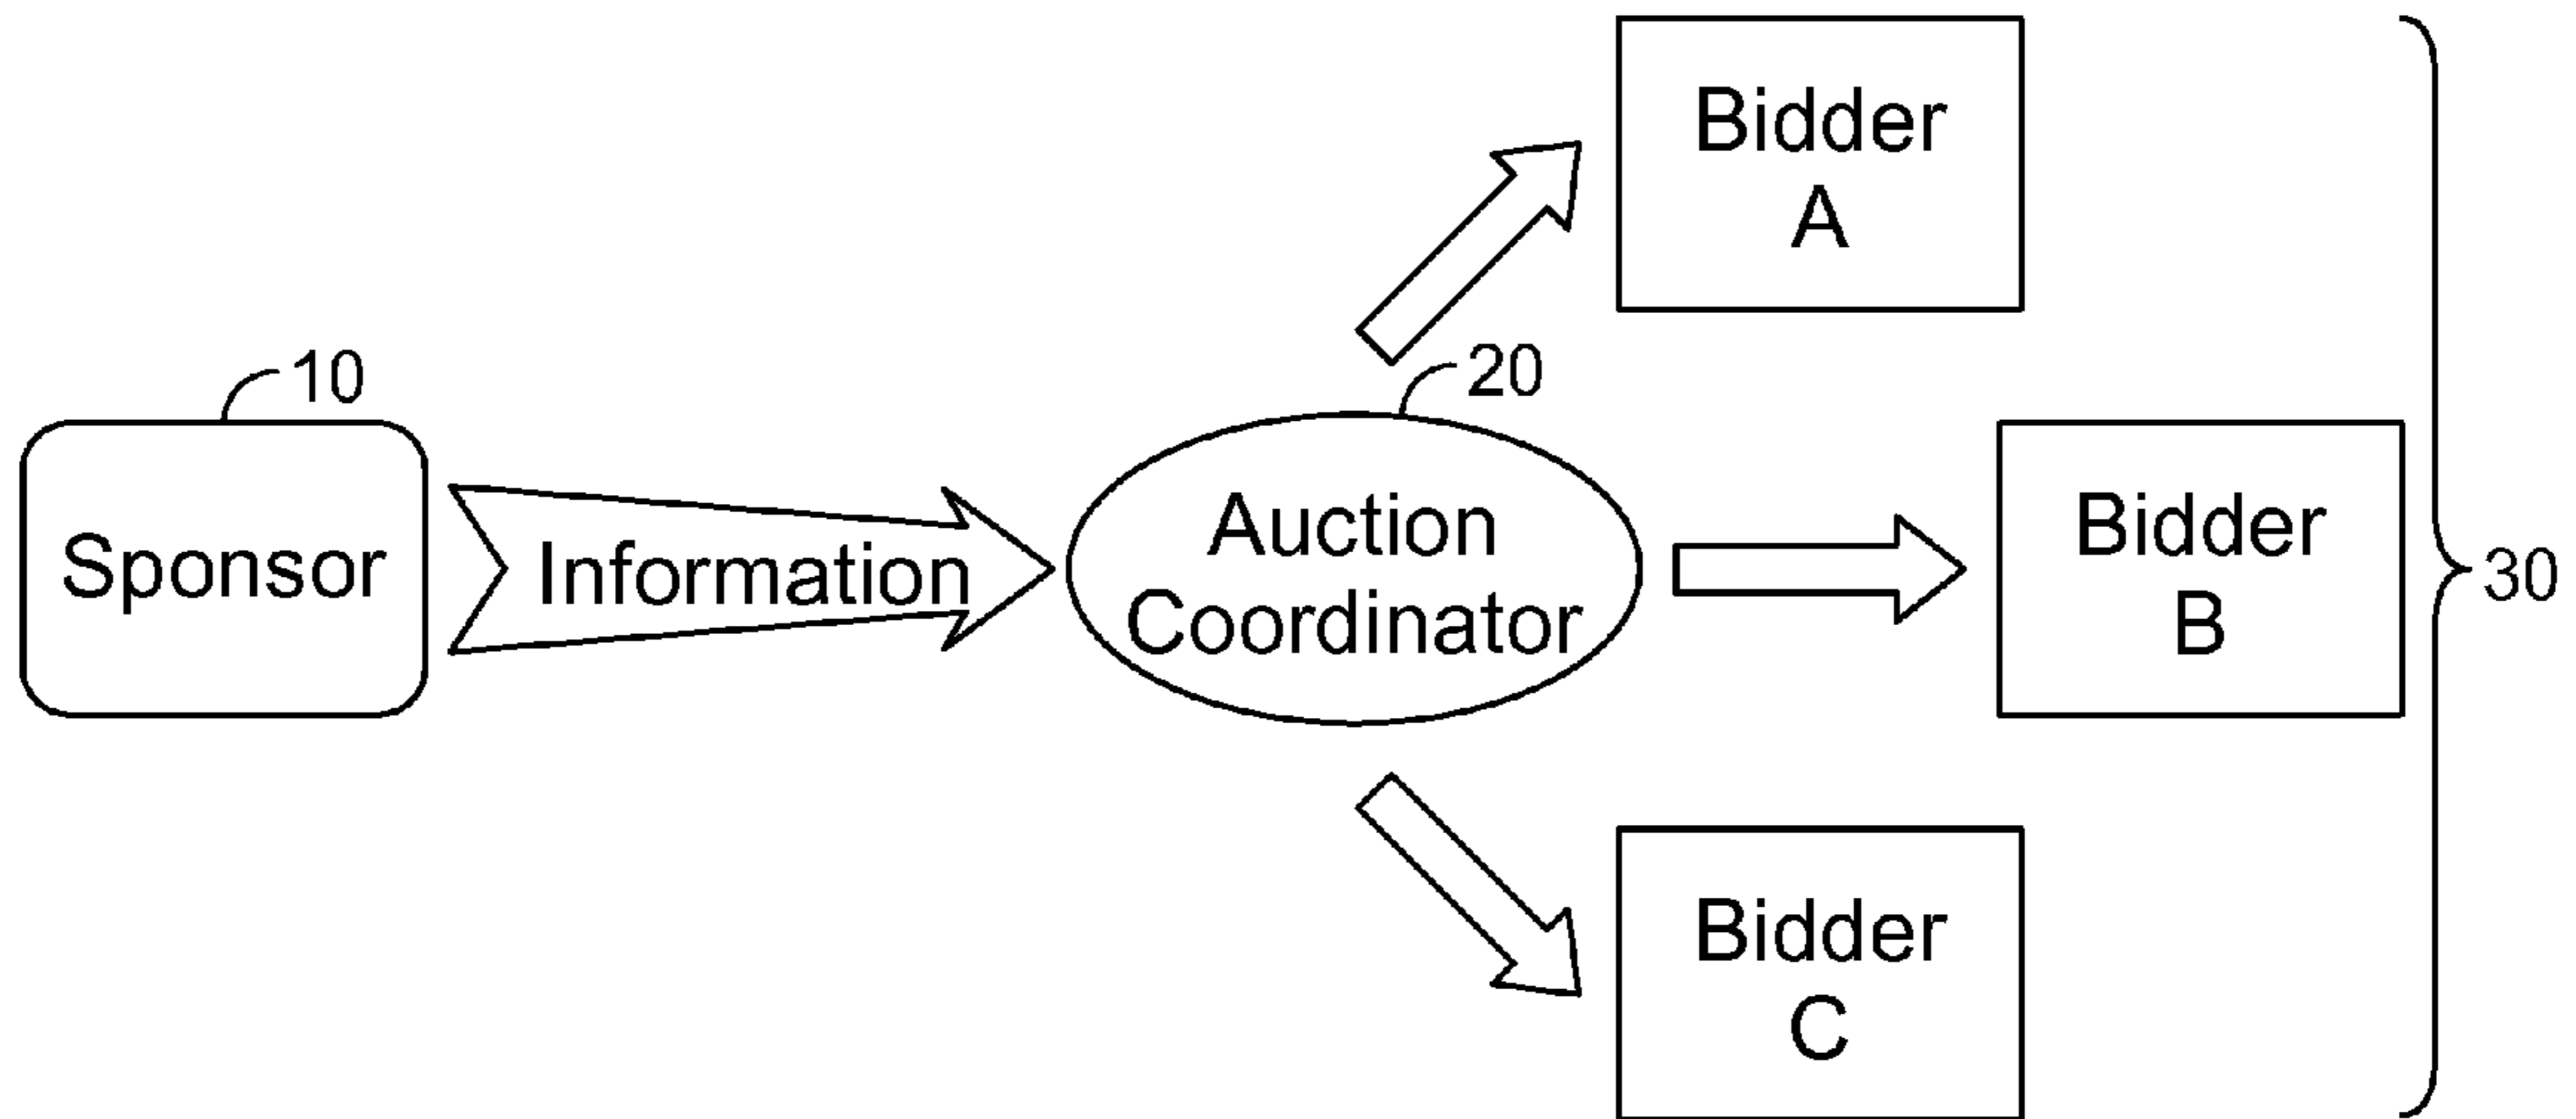 Bidder
A
10
20
Sponsor
Information
Auction
Coordinator
Bidder
B
30
Bidder
C